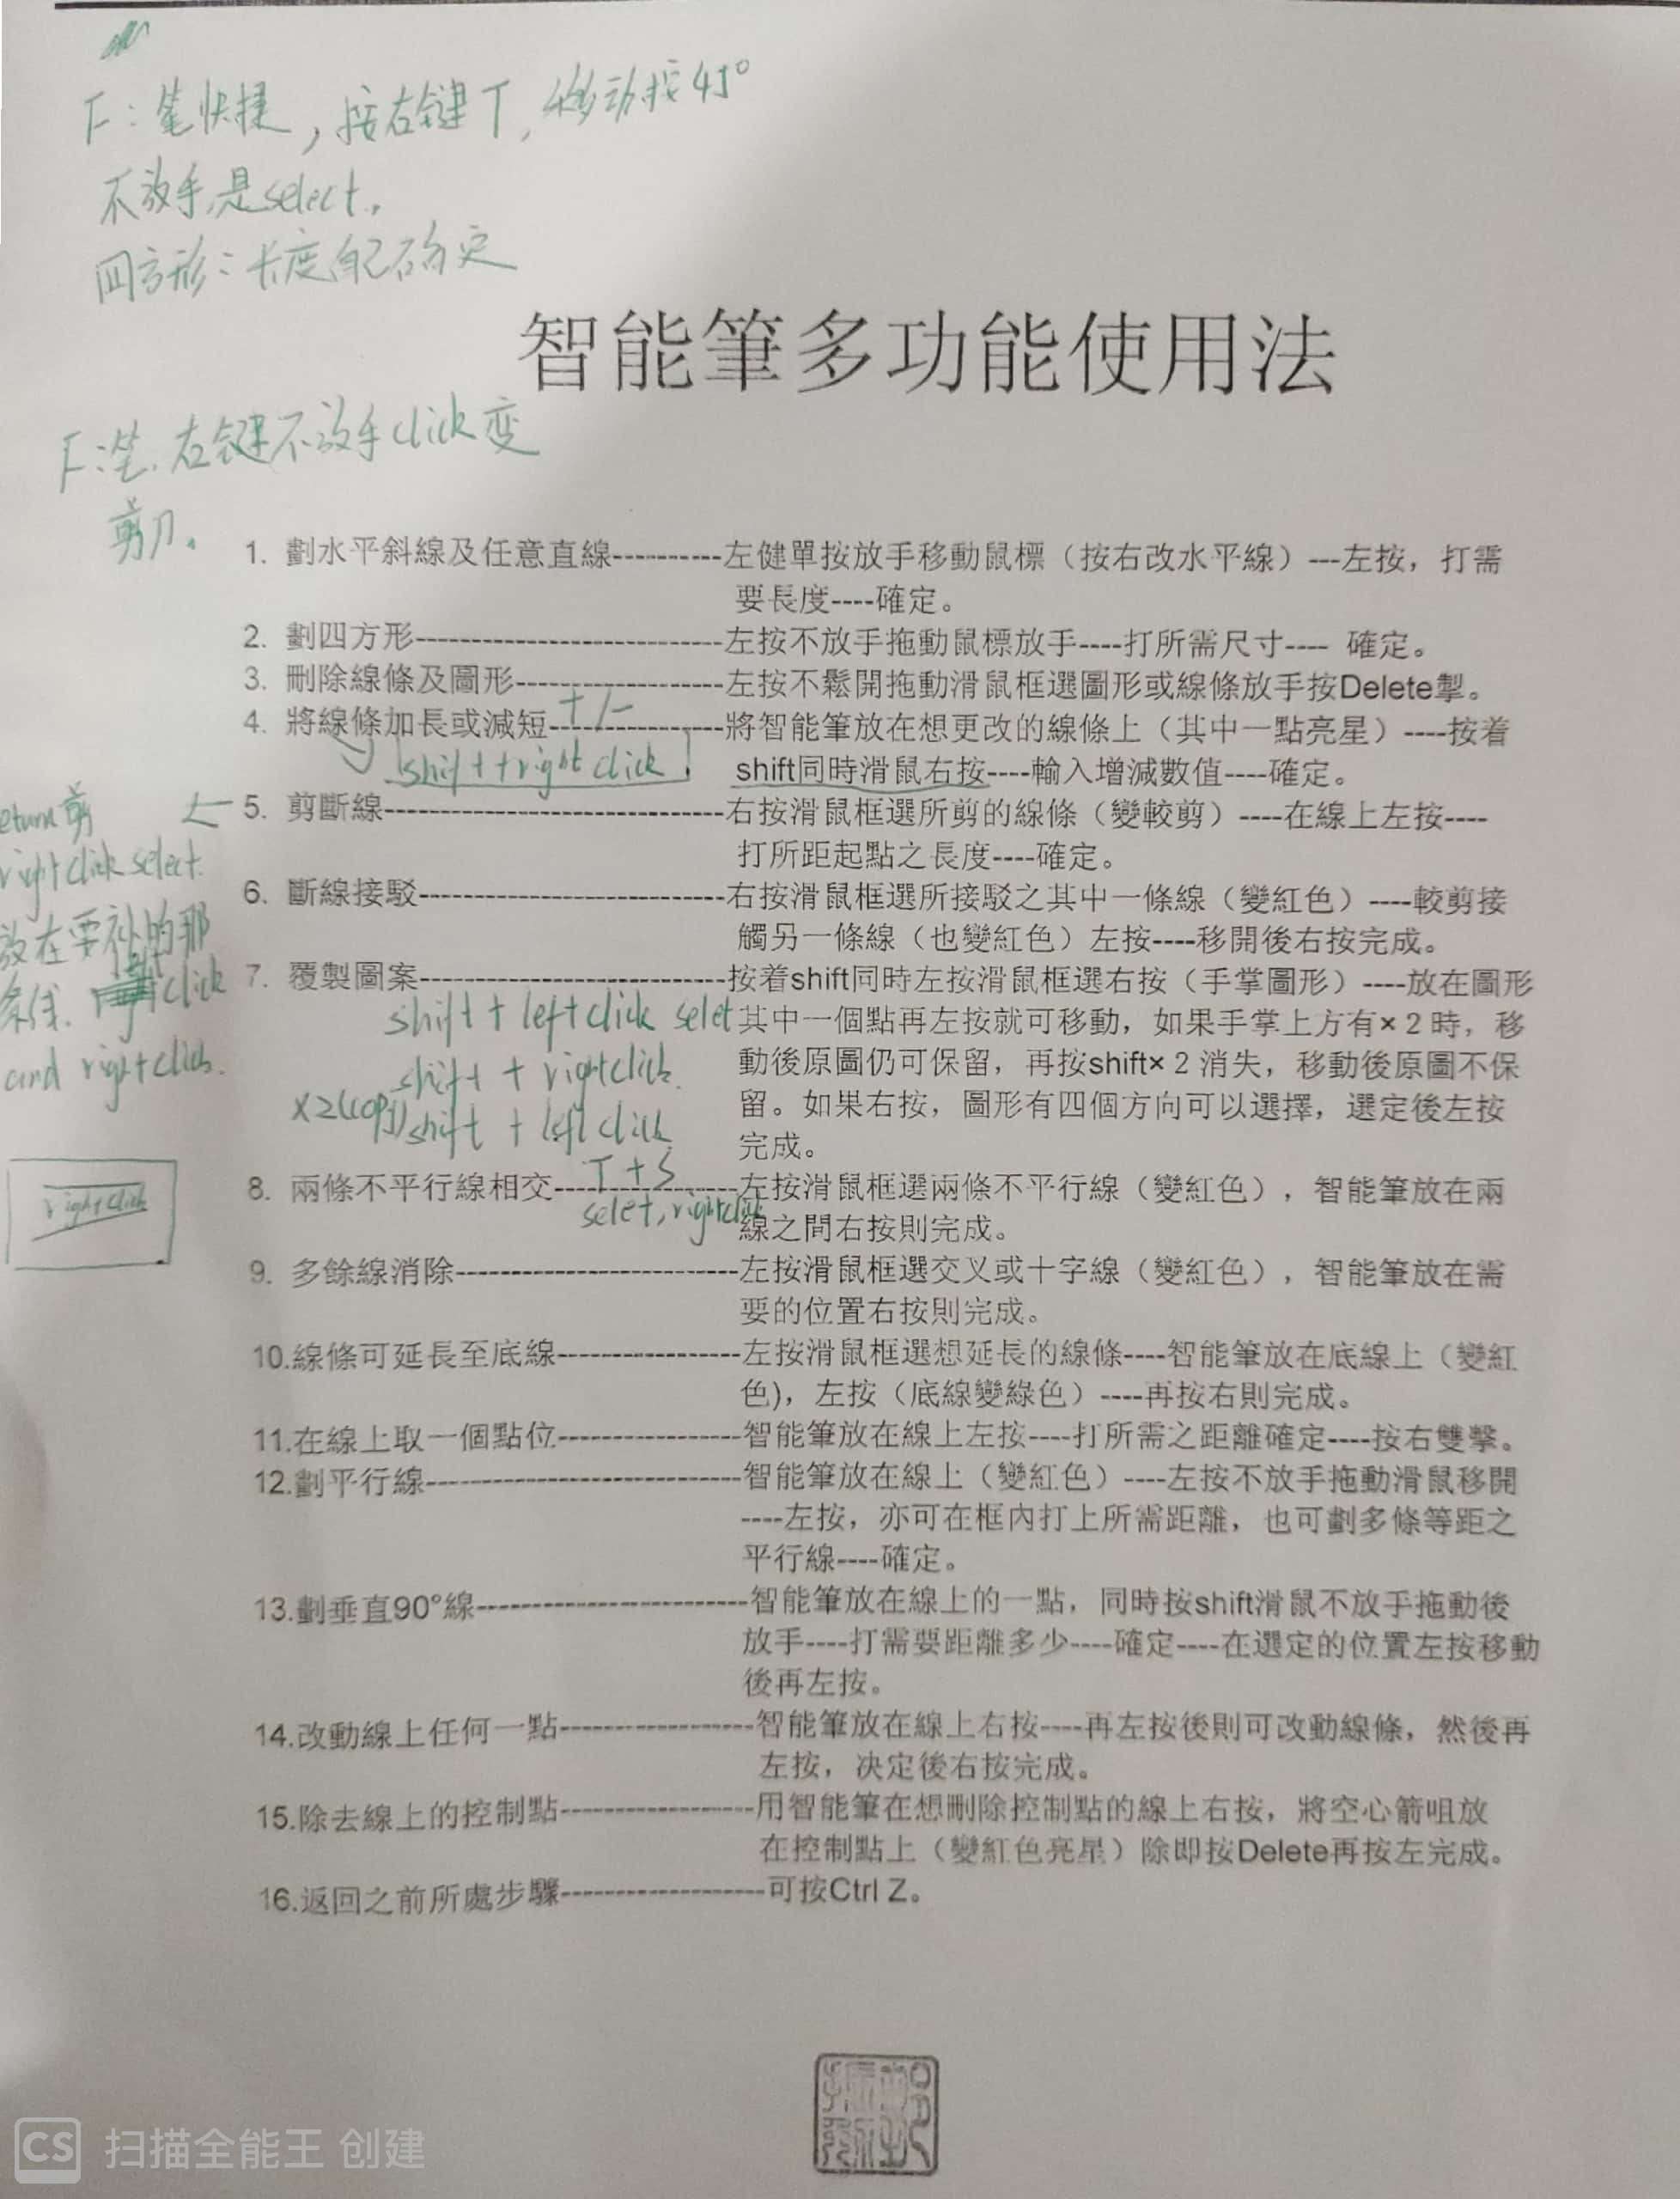 F：笔快捷，按右键T，移动按45°
不放手是select。
四方形：长度自己确定
智能筆多功能使用法
F：笔．右键不放手click变
剪刀。
1. 劃水平斜線及任意直線----------左健單按放手移動鼠標（按右改水平線）---左按，打需
要長度----確定。
2. 劃四方形----------------------------左按不放手拖動鼠標放手----打所需尺寸---- 確定。
3. 刪除線條及圖形-------------------左按不鬆開拖動滑鼠框選圖形或線條放手按Delete掣。
+/-
4. 將線條加長或減短----------------將智能筆放在想更改的線條上（其中一點亮星）----按着
shift+right click
shift同時滑鼠右按----輸入增減數值----確定。
5. 剪斷線-------------------------------右按滑鼠框選所剪的線條（變較剪）----在線上左按----
打所距起點之長度----確定。
eturn 剪
right click select.
放在要补的那
条线. click
and right click.
6. 斷線接駁----------------------------右按滑鼠框選所接駁之其中一條線（變紅色）----較剪接
觸另一條線（也變紅色）左按----移開後右按完成。
7. 覆製圖案----------------------------按着shift同時左按滑鼠框選右按（手掌圖形）----放在圖形
shift + left click selet
其中一個點再左按就可移動，如果手掌上方有×2時，移
shift + right click.
動後原圖仍可保留，再按shift×2消失，移動後原圖不保
x2(copy) shift + left click
留。如果右按，圖形有四個方向可以選擇，選定後左按
完成。
T + S
8. 兩條不平行線相交-----------------左按滑鼠框選兩條不平行線（變紅色），智能筆放在兩
selet, right click
right click
線之間右按則完成。
9. 多餘線消除--------------------------左按滑鼠框選交叉或十字線（變紅色），智能筆放在需
要的位置右按則完成。
10.線條可延長至底線-----------------左按滑鼠框選想延長的線條----智能筆放在底線上（變紅
色)，左按（底線變綠色）----再按右則完成。
11.在線上取一個點位-----------------智能筆放在線上左按----打所需之距離確定----按右雙擊。
12.劃平行線-----------------------------智能筆放在線上（變紅色）----左按不放手拖動滑鼠移開
----左按，亦可在框內打上所需距離，也可劃多條等距之
平行線----確定。
13.劃垂直90°線-------------------------智能筆放在線上的一點，同時按shift滑鼠不放手拖動後
放手----打需要距離多少----確定----在選定的位置左按移動
後再左按。
14.改動線上任何一點------------------智能筆放在線上右按----再左按後則可改動線條，然後再
左按，決定後右按完成。
15.除去線上的控制點------------------用智能筆在想刪除控制點的線上右按，將空心箭咀放
在控制點上（變紅色亮星）除即按Delete再按左完成。
16.返回之前所處步驟-------------------可按Ctrl Z。
CS 扫描全能王 创建